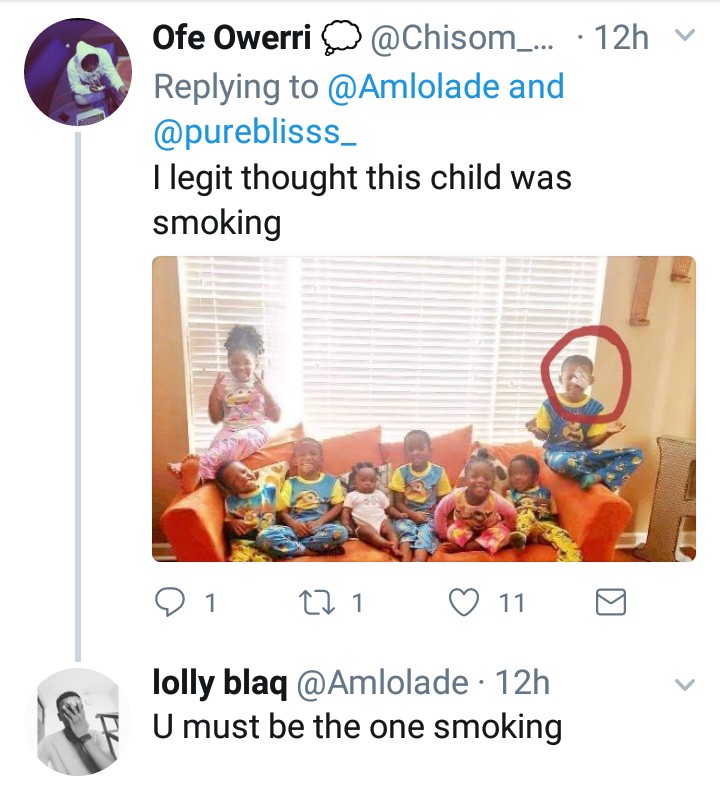 Ofe Owerri 💭 @Chisom_... · 12h
Replying to @Amlolade and
@pureblisss_
I legit thought this child was
smoking
1 1 11
lolly blaq @Amlolade · 12h
U must be the one smoking